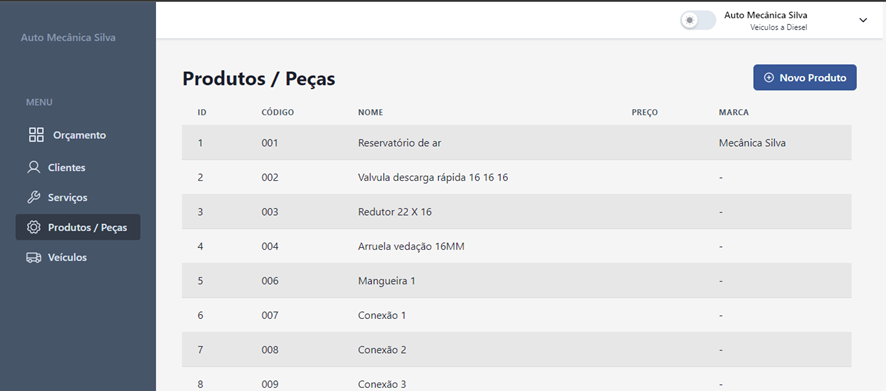 Auto Mecânica Silva
MENU
Orçamento
Clientes
Serviços
Produtos / Peças
Veículos
Auto Mecânica Silva
Veiculos a Diesel
Produtos / Peças
Novo Produto
ID CÓDIGO NOME PREÇO MARCA
1 001 Reservatório de ar Mecânica Silva
2 002 Valvula descarga rápida 16 16 16 -
3 003 Redutor 22 X 16 -
4 004 Arruela vedação 16MM -
5 006 Mangueira 1 -
6 007 Conexão 1 -
7 008 Conexão 2 -
8 009 Conexão 3 -